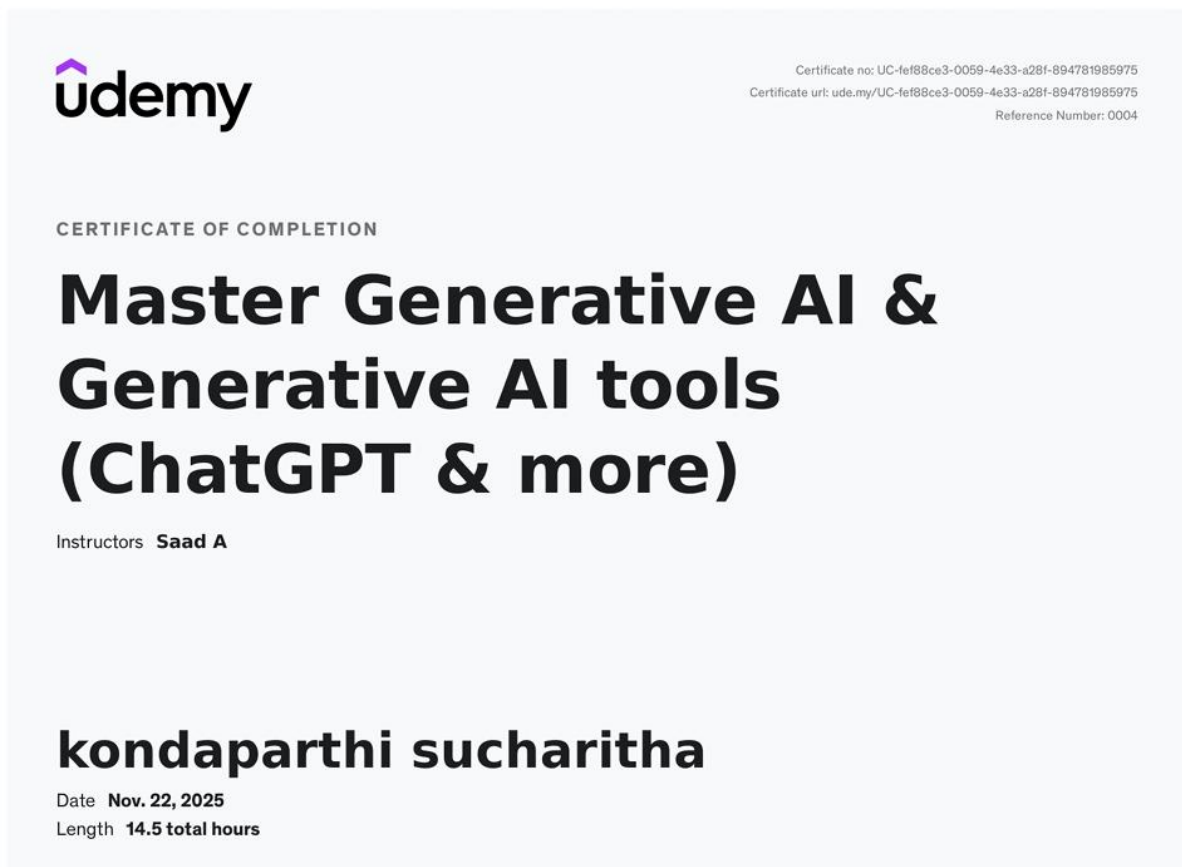 udemy
Certificate no: UC-fef88ce3-0059-4e33-a28f-894781985975
Certificate url: ude.my/UC-fef88ce3-0059-4e33-a28f-894781985975
Reference Number: 0004
CERTIFICATE OF COMPLETION
Master Generative AI &
Generative AI tools
(ChatGPT & more)
Instructors Saad A
kondaparthi sucharitha
Date Nov. 22, 2025
Length 14.5 total hours